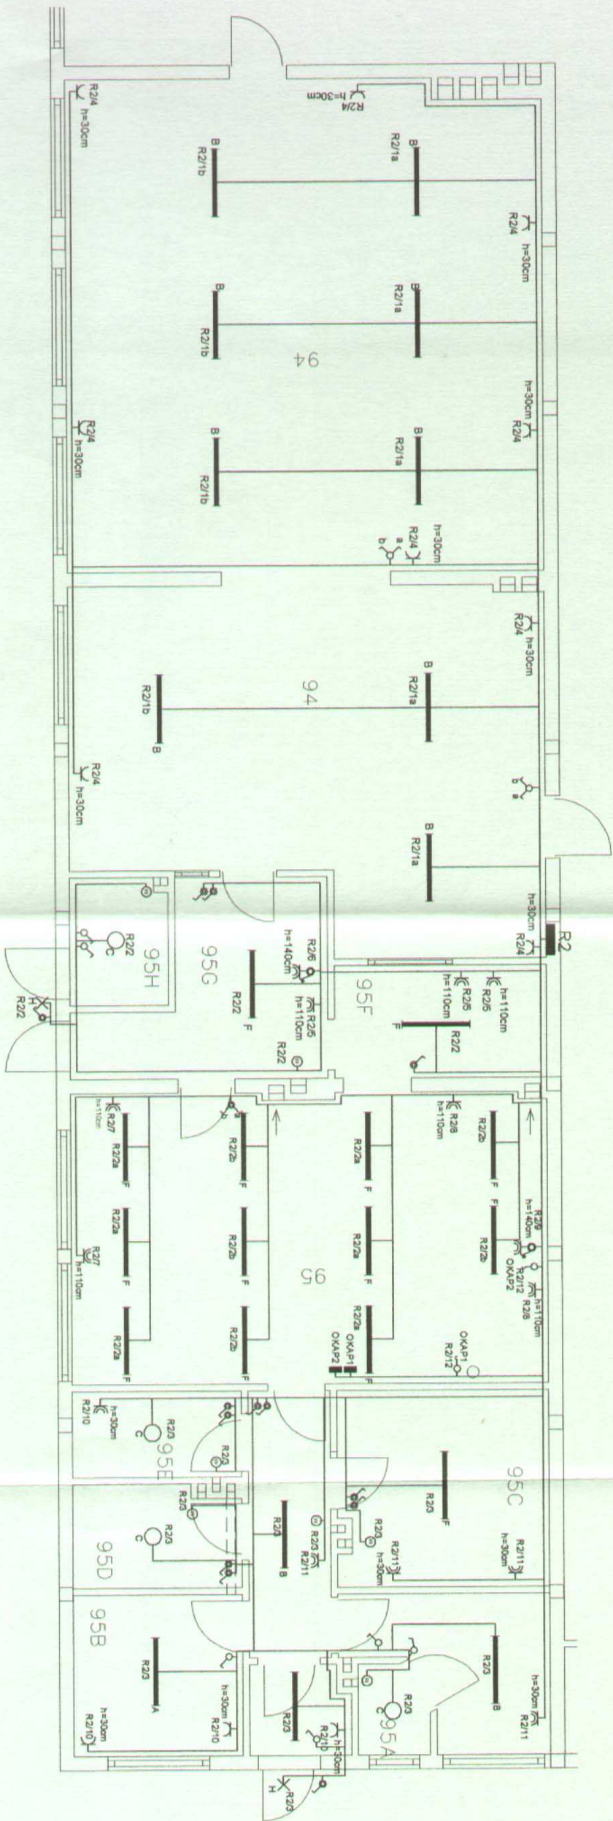 R2/4
h=30cm
R2/4
h=30cm
B
R2/1b
B
R2/1a
R2/4
h=30cm
B
R2/1b
B
R2/1a
94
h=30cm
R2/4
R2/4
h=30cm
B
R2/1b
B
R2/1a
h=30cm
R2/4
a
b
R2/4
h=30cm
94
R2/1b
B
B
R2/1a
b
a
R2/4
h=30cm
B
R2/1a
h=30cm
R2/4
R2
95H
R2/2
C
95G
R2/2
F
R2/6
h=140cm
R2/5
h=110cm
R2/2
H
R2/2
95F
R2/5
h=110cm
R2/5
h=110cm
R2/2
F
R2/7
h=110cm
R2/2a
F
a
b
R2/2b
F
R2/2a
F
R2/8
h=110cm
R2/2b
F
R2/2a
F
R2/2b
F
R2/2a
F
R2/2b
F
R2/9
h=140cm
R2/12
OKAP2
h=110cm
R2/8
R2/7
h=110cm
95
R2/2a
F
R2/2b
F
R2/2a
F
OKAP1
OKAP2
OKAP1
R2/12
R2/10
h=30cm
R2/3
C
95E
R2/3
R2/3
R2/3
C
95D
R2/3
B
R2/3
R2/11
95C
R2/3
F
R2/3
R2/11
h=30cm
R2/11
h=30cm
95B
R2/3
A
h=30cm
R2/10
h=30cm
R2/10
R2/3
h=30cm
R2/10
R2/3
H
95A
R2/3
C
R2/3
B
h=30cm
R2/11